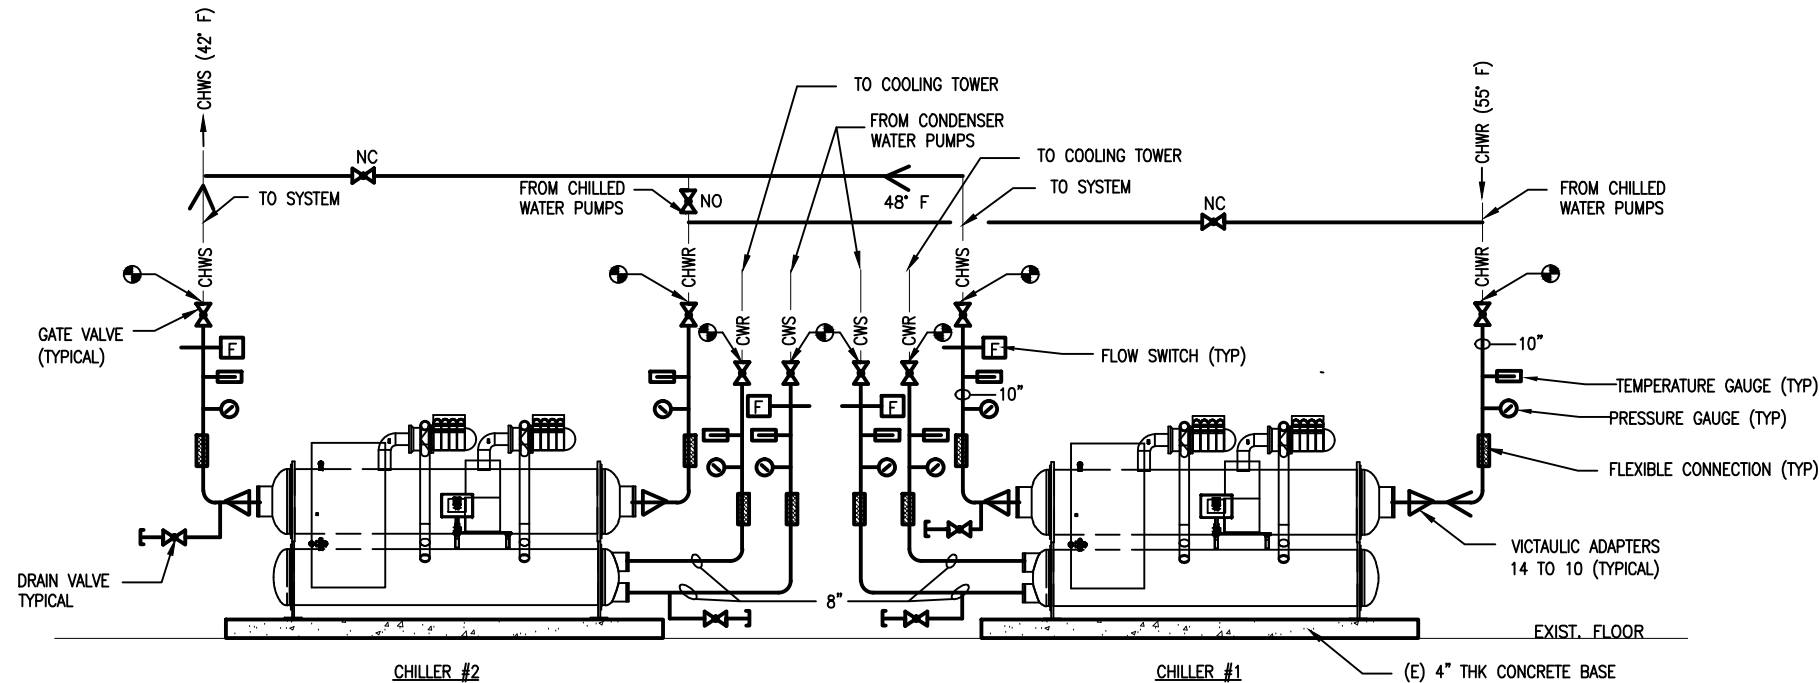 CHWS (42° F)
CHWR (55° F)
TO COOLING TOWER
FROM CONDENSER
WATER PUMPS
TO COOLING TOWER
NC
TO SYSTEM
FROM CHILLED
WATER PUMPS
NO
48° F
TO SYSTEM
NC
FROM CHILLED
WATER PUMPS
CHWS
CHWR
CHWS
CHWR
GATE VALVE
(TYPICAL)
F
CWR
CWS
CWS
CWR
F
FLOW SWITCH (TYP)
10"
TEMPERATURE GAUGE (TYP)
10"
F
F
PRESSURE GAUGE (TYP)
FLEXIBLE CONNECTION (TYP)
VICTAULIC ADAPTERS
14 TO 10 (TYPICAL)
DRAIN VALVE
TYPICAL
8"
EXIST. FLOOR
CHILLER #2
CHILLER #1
(E) 4" THK CONCRETE BASE